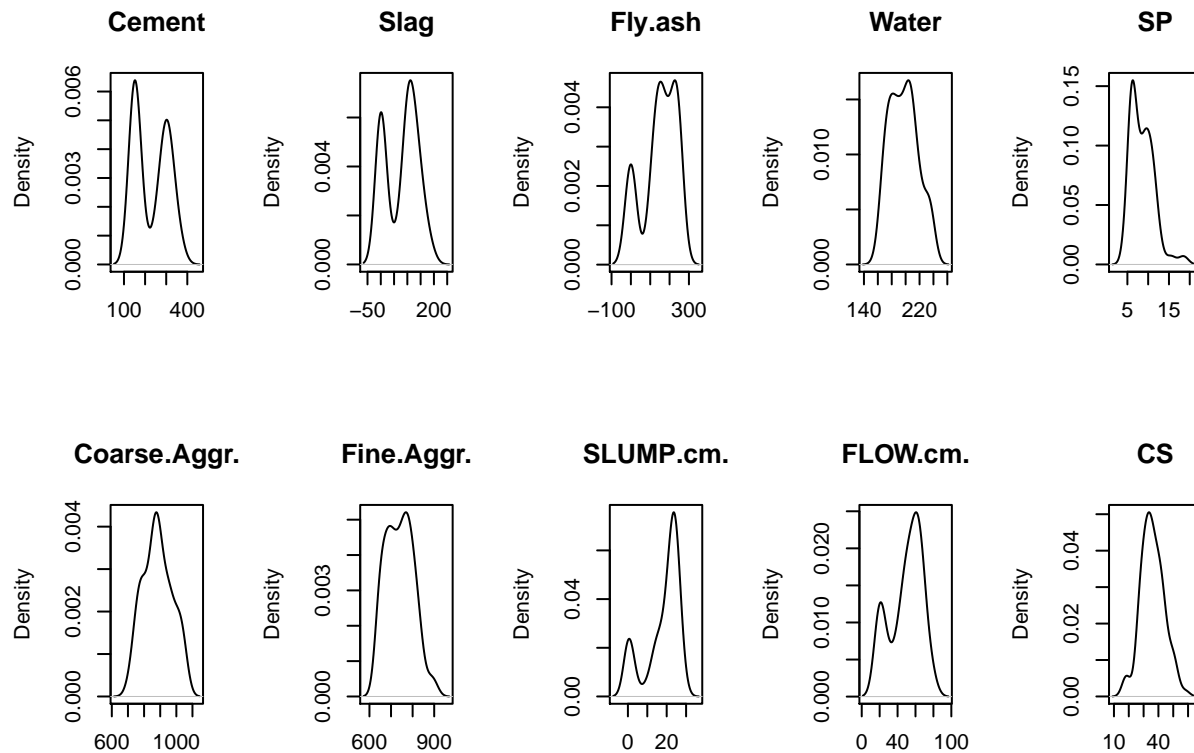 Cement
Density
0.000 0.003 0.006
100 400
Slag
Density
0.000 0.004
−50 200
Fly.ash
Density
0.000 0.002 0.004
−100 300
Water
Density
0.000 0.010
140 220
SP
Density
0.00 0.05 0.10 0.15
5 15
Coarse.Aggr.
Density
0.000 0.002 0.004
600 1000
Fine.Aggr.
Density
0.000 0.003
600 900
SLUMP.cm.
Density
0.00 0.04
0 20
FLOW.cm.
Density
0.000 0.010 0.020
0 40 100
CS
Density
0.00 0.02 0.04
10 40